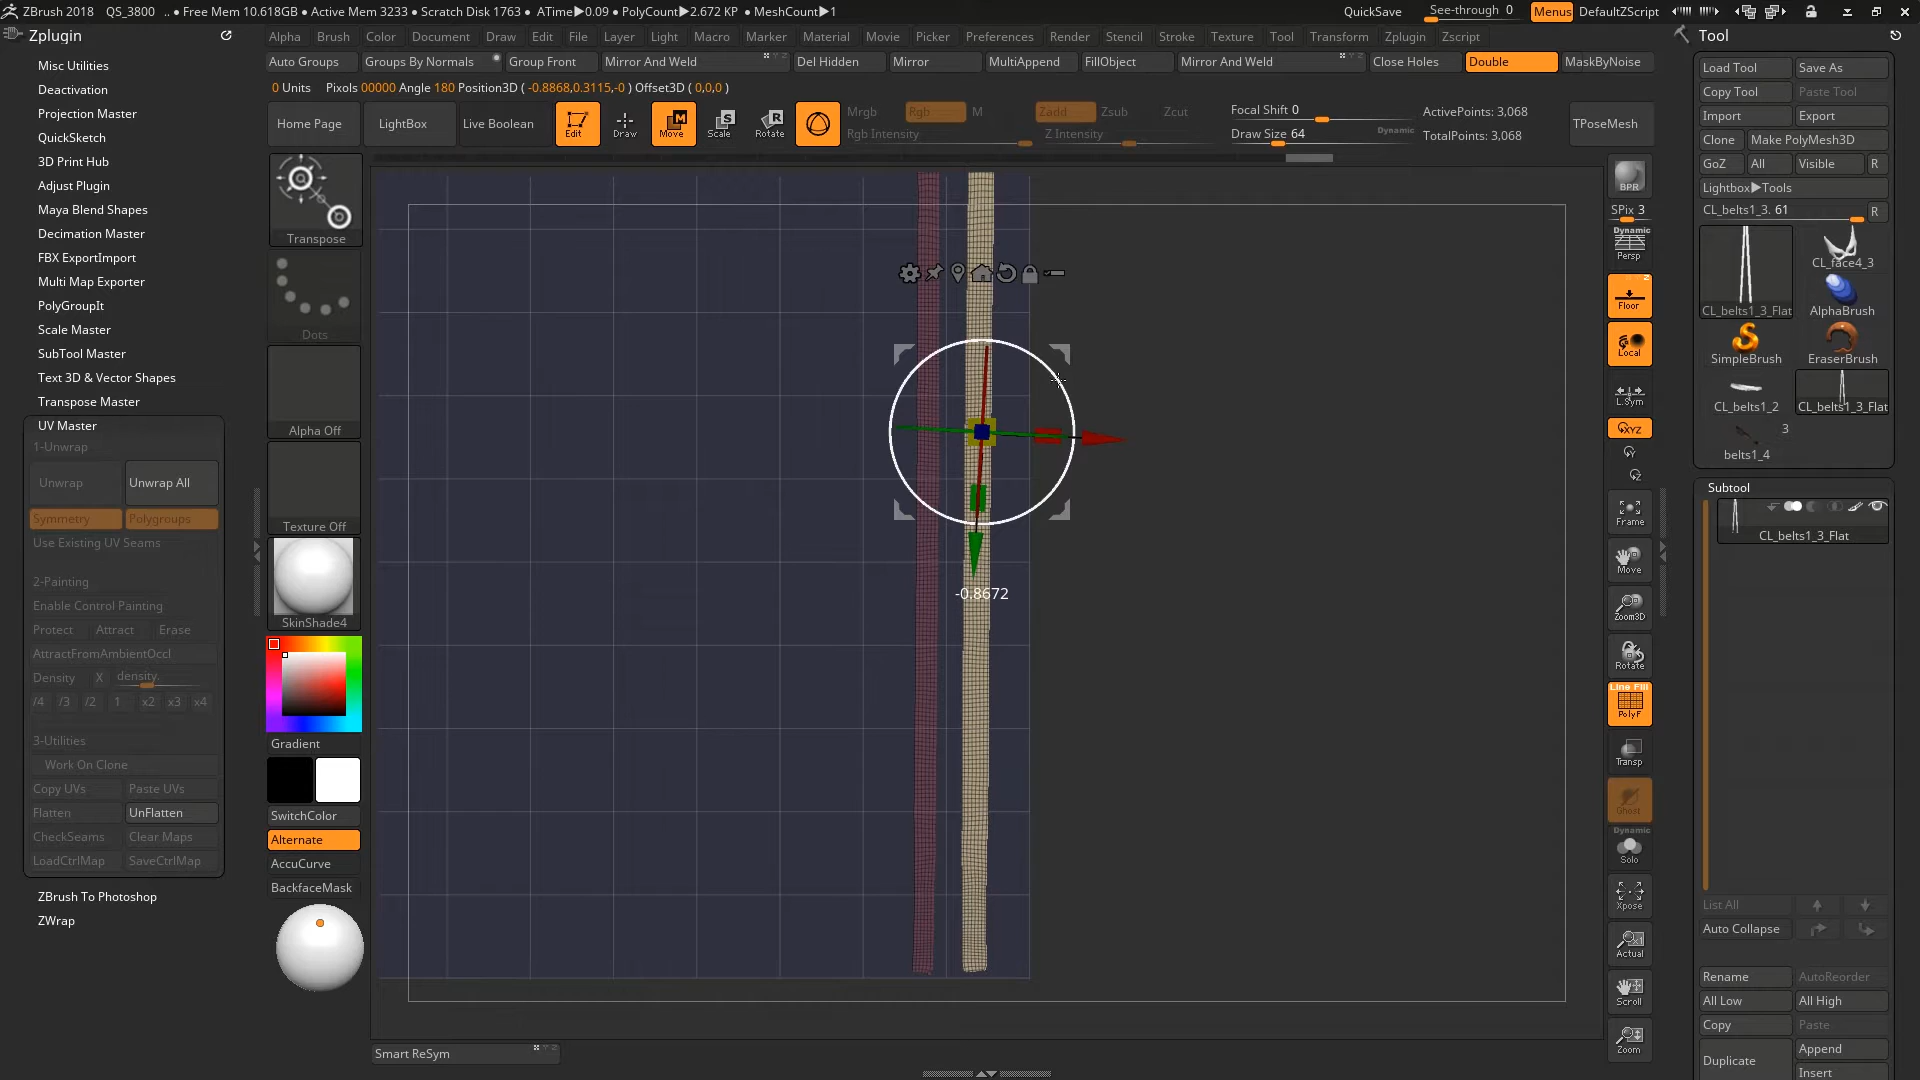 ZBrush 2018 QS_3800 .. • Free Mem 10.618GB • Active Mem 3233 • Scratch Disk 1763 • ATime▶0.09 • PolyCount▶2.672 KP • MeshCount▶1 QuickSave See-through 0 Menus DefaultZScript
Zplugin Alpha Brush Color Document Draw Edit File Layer Light Macro Marker Material Movie Picker Preferences Render Stencil Stroke Texture Tool Transform Zplugin Zscript Tool
Auto Groups Groups By Normals Group Front Mirror And Weld Del Hidden Mirror MultiAppend FillObject Mirror And Weld Close Holes Double MaskByNoise
0 Units Pixols 00000 Angle 180 Position3D ( -0.8868,0.3115,-0 ) Offset3D ( 0,0,0 )
Home Page LightBox Live Boolean Edit Draw Move Scale Rotate
Mrgb Rgb M Zadd Zsub Zcut
Rgb Intensity Z Intensity
Focal Shift 0
Draw Size 64 Dynamic
ActivePoints: 3,068
TotalPoints: 3,068
TPoseMesh
Misc Utilities
Deactivation
Projection Master
QuickSketch
3D Print Hub
Adjust Plugin
Maya Blend Shapes
Decimation Master
FBX ExportImport
Multi Map Exporter
PolyGroupIt
Scale Master
SubTool Master
Text 3D & Vector Shapes
Transpose Master
UV Master
1-Unwrap
Unwrap Unwrap All
Symmetry Polygroups
Use Existing UV Seams
2-Painting
Enable Control Painting
Protect Attract Erase
AttractFromAmbientOccl
Density X density.
/4 /3 /2 1 x2 x3 x4
3-Utilities
Work On Clone
Copy UVs Paste UVs
Flatten UnFlatten
CheckSeams Clear Maps
LoadCtrlMap SaveCtrlMap
ZBrush To Photoshop
ZWrap
Transpose
Dots
Alpha Off
Texture Off
SkinShade4
Gradient
SwitchColor
Alternate
AccuCurve
BackfaceMask
-0.8672
Smart ReSym
BPR
SPix 3
Dynamic
Persp
Floor
Local
L.Sym
XYZ
Frame
Move
Zoom3D
Rotate
Line Fill
PolyF
Transp
Ghost
Dynamic
Solo
Xpose
Actual
Scroll
Zoom
Load Tool Save As
Copy Tool Paste Tool
Import Export
Clone Make PolyMesh3D
GoZ All Visible R
Lightbox▶Tools
CL_belts1_3. 61 R
CL_face4_3
CL_belts1_3_Flat AlphaBrush
SimpleBrush EraserBrush
CL_belts1_2 CL_belts1_3_Flat
3
belts1_4
Subtool
CL_belts1_3_Flat
List All
Auto Collapse
Rename AutoReorder
All Low All High
Copy Paste
Duplicate Append
Insert